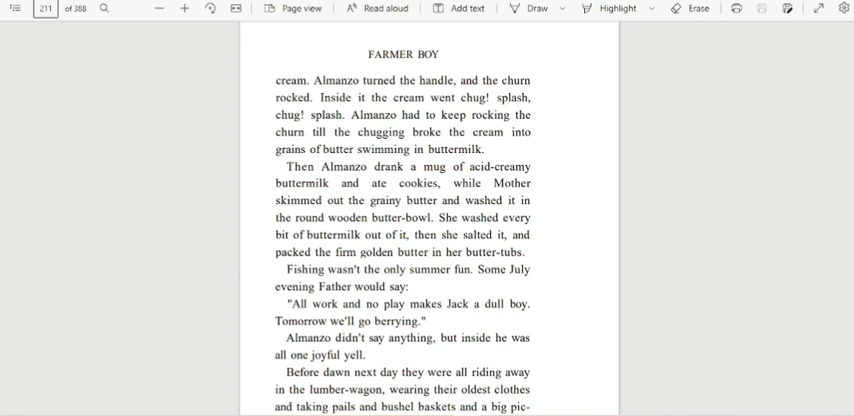 211 of 388 Page view Read aloud Add text Draw Highlight Erase
FARMER BOY
cream. Almanzo turned the handle, and the churn
rocked. Inside it the cream went chug! splash,
chug! splash. Almanzo had to keep rocking the
churn till the chugging broke the cream into
grains of butter swimming in buttermilk.
Then Almanzo drank a mug of acid-creamy
buttermilk and ate cookies, while Mother
skimmed out the grainy butter and washed it in
the round wooden butter-bowl. She washed every
bit of buttermilk out of it, then she salted it, and
packed the firm golden butter in her butter-tubs.
Fishing wasn't the only summer fun. Some July
evening Father would say:
"All work and no play makes Jack a dull boy.
Tomorrow we'll go berrying."
Almanzo didn't say anything, but inside he was
all one joyful yell.
Before dawn next day they were all riding away
in the lumber-wagon, wearing their oldest clothes
and taking pails and bushel baskets and a big pic-